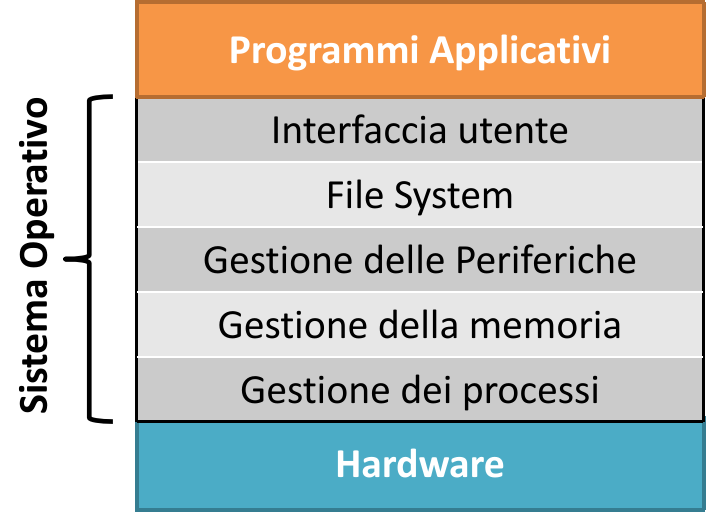 Programmi Applicativi
Sistema Operativo
Interfaccia utente
File System
Gestione delle Periferiche
Gestione della memoria
Gestione dei processi
Hardware